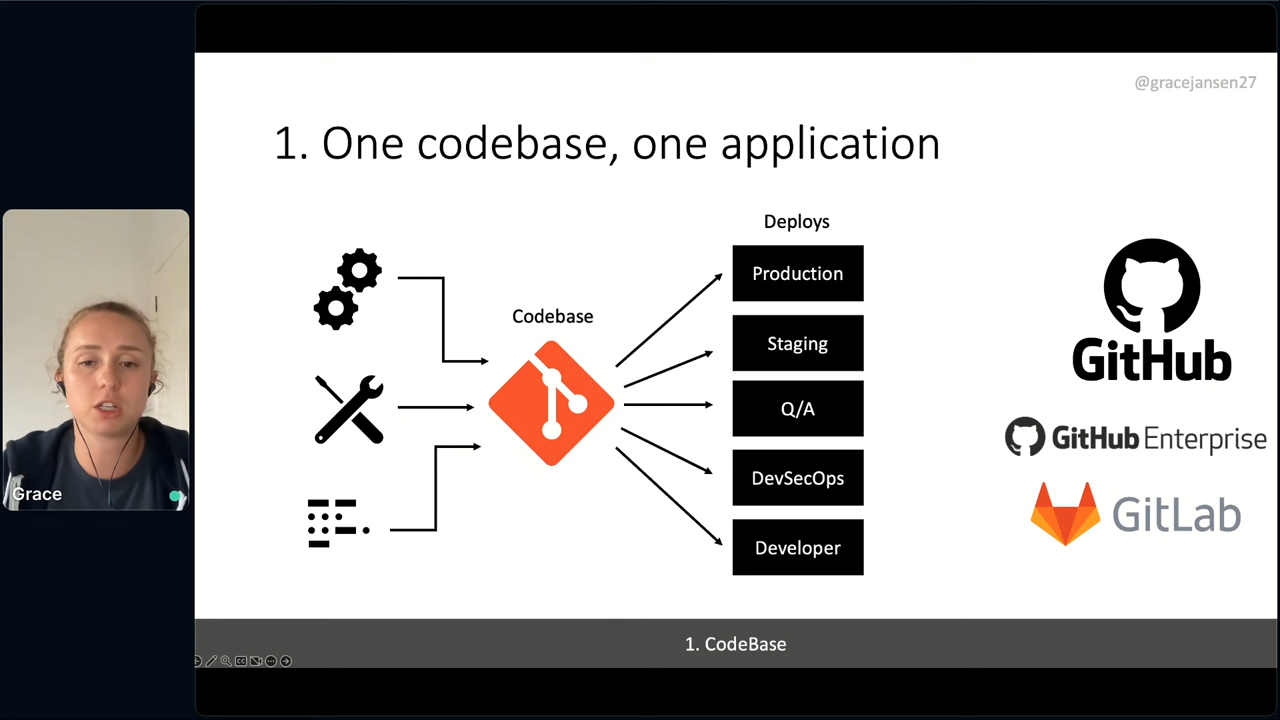 @gracejansen27
1. One codebase, one application
Deploys
Production
Codebase
Staging
Q/A
DevSecOps
Developer
GitHub
GitHub Enterprise
GitLab
Grace
1. CodeBase